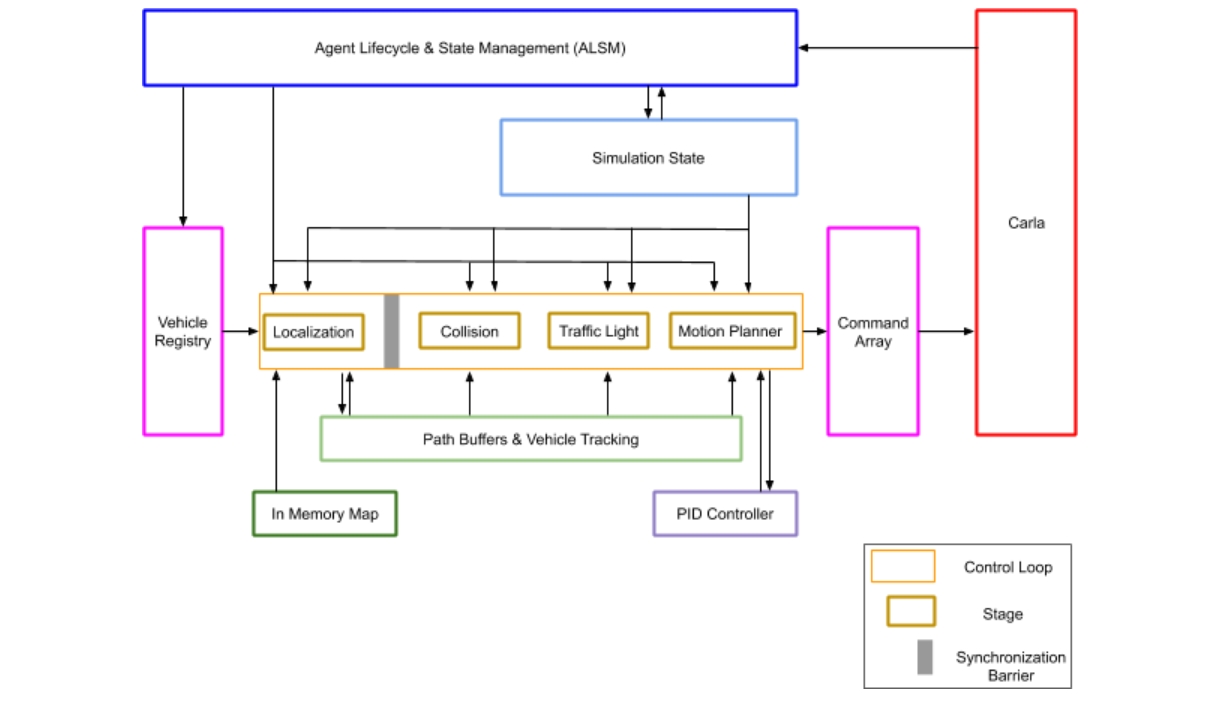 Agent Lifecycle & State Management (ALSM)
Simulation State
Carla
Vehicle
Registry
Localization
Collision
Traffic Light
Motion Planner
Command
Array
Path Buffers & Vehicle Tracking
In Memory Map
PID Controller
Control Loop
Stage
Synchronization
Barrier